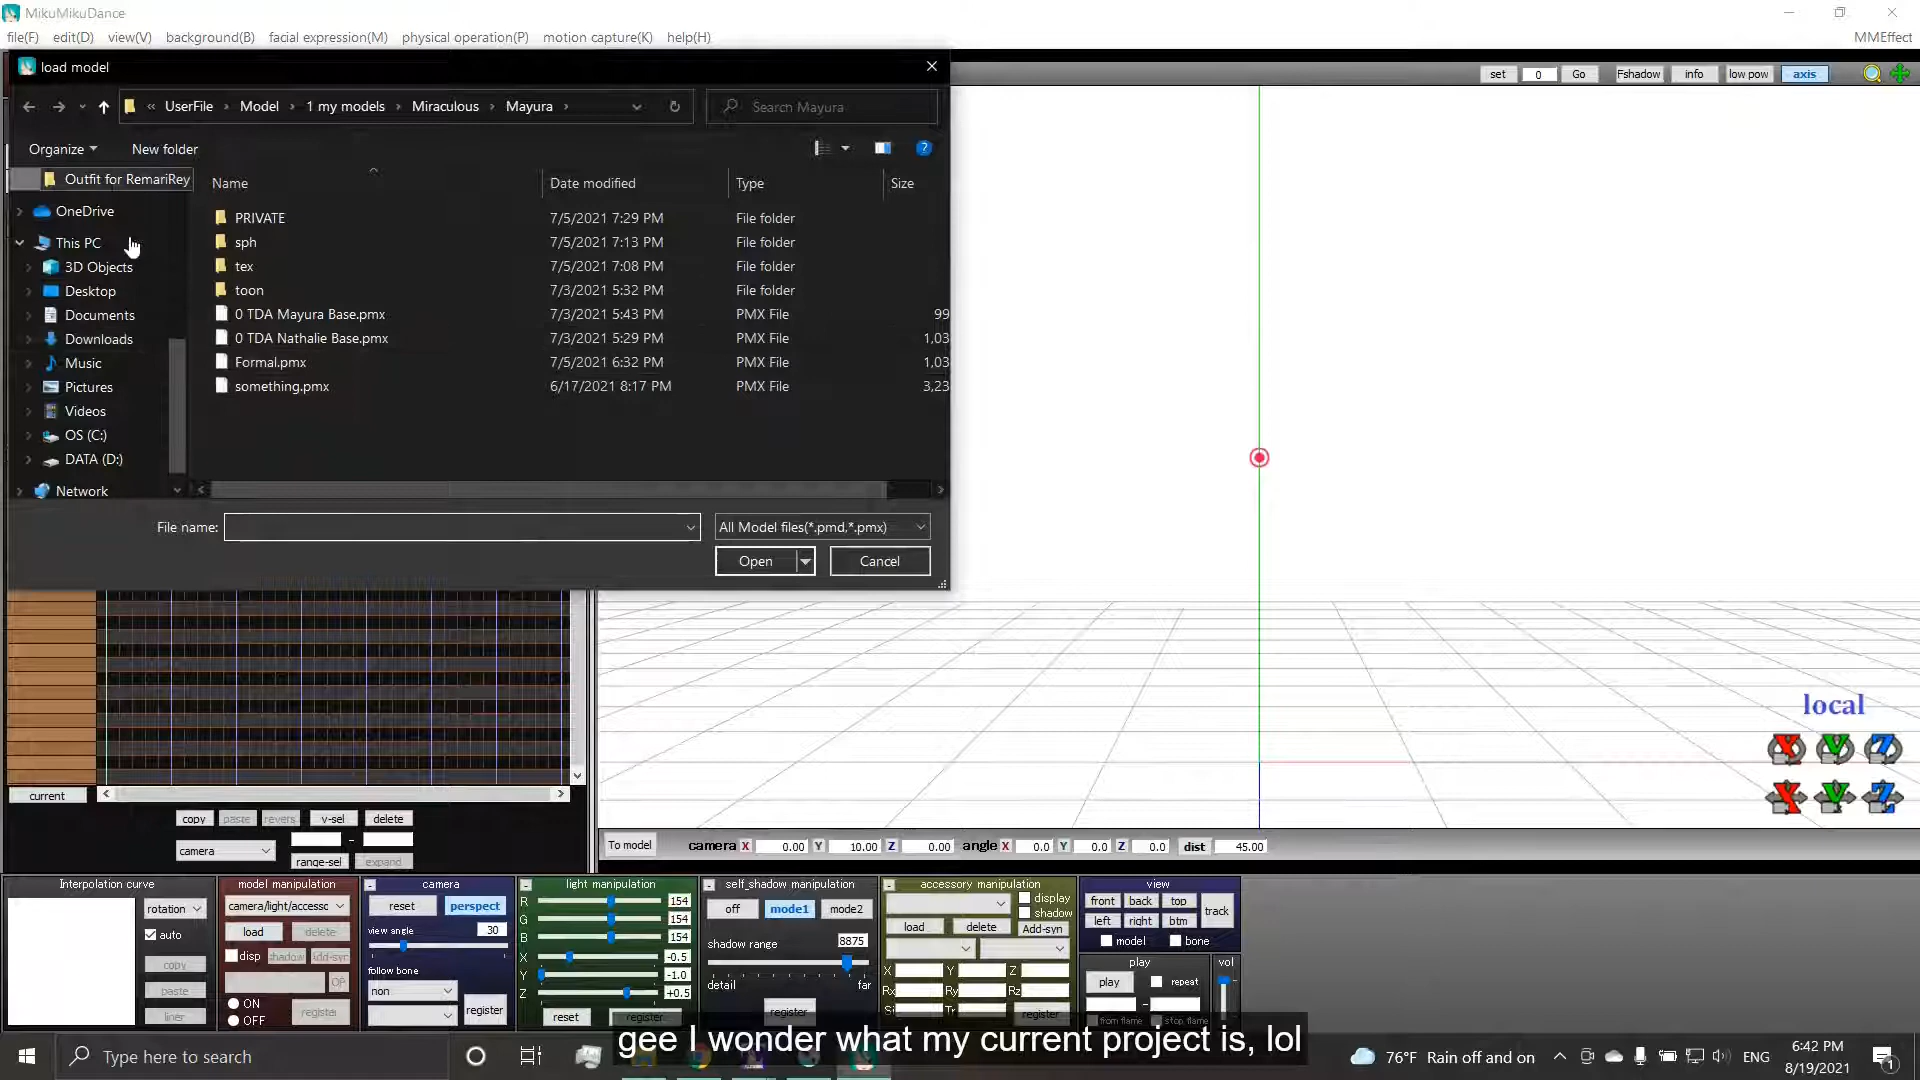 MikuMikuDance
file(F) edit(D) view(V) background(B) facial expression(M) physical operation(P) motion capture(K) help(H) MMEffect
load model
set 0 Go Fshadow info low pow axis
« UserFile › Model › 1 my models › Miraculous › Mayura ›
Search Mayura
Organize New folder
Name Date modified Type Size
Outfit for RemariRey
OneDrive
This PC
3D Objects
Desktop
Documents
Downloads
Music
Pictures
Videos
OS (C:)
DATA (D:)
Network
PRIVATE 7/5/2021 7:29 PM File folder
sph 7/5/2021 7:13 PM File folder
tex 7/5/2021 7:08 PM File folder
toon 7/3/2021 5:32 PM File folder
0 TDA Mayura Base.pmx 7/3/2021 5:43 PM PMX File 99
0 TDA Nathalie Base.pmx 7/3/2021 5:29 PM PMX File 1,03
Formal.pmx 7/5/2021 6:32 PM PMX File 1,03
something.pmx 6/17/2021 8:17 PM PMX File 3,23
File name: All Model files(*.pmd,*.pmx)
Open Cancel
local
X Y Z
X Y Z
current
copy paste revers v-sel delete
camera -
range-sel expand
To model camera X 0.00 Y 10.00 Z 0.00 angle X 0.0 Y 0.0 Z 0.0 dist 45.00
Interpolation curve
rotation
auto
copy
paste
liner
model manipulation
camera/light/accessc
load delete
disp shadow Add-syn
OP
ON
OFF
register
camera
reset perspect
view angle 30
follow bone
non
register
light manipulation
R 154
G 154
B 154
X -0.5
Y -1.0
Z +0.5
reset register
self_shadow manipulation
off mode1 mode2
shadow range 8875
detail far
register
accessory manipulation
display
shadow
load delete Add-syn
X Y Z
Rx Ry Rz
Si Tr register
view
front back top
left right btm
track
model bone
play
play repeat
-
from flame stop flame
vol
gee I wonder what my current project is, lol
Type here to search
76°F Rain off and on
ENG
6:42 PM
8/19/2021
1